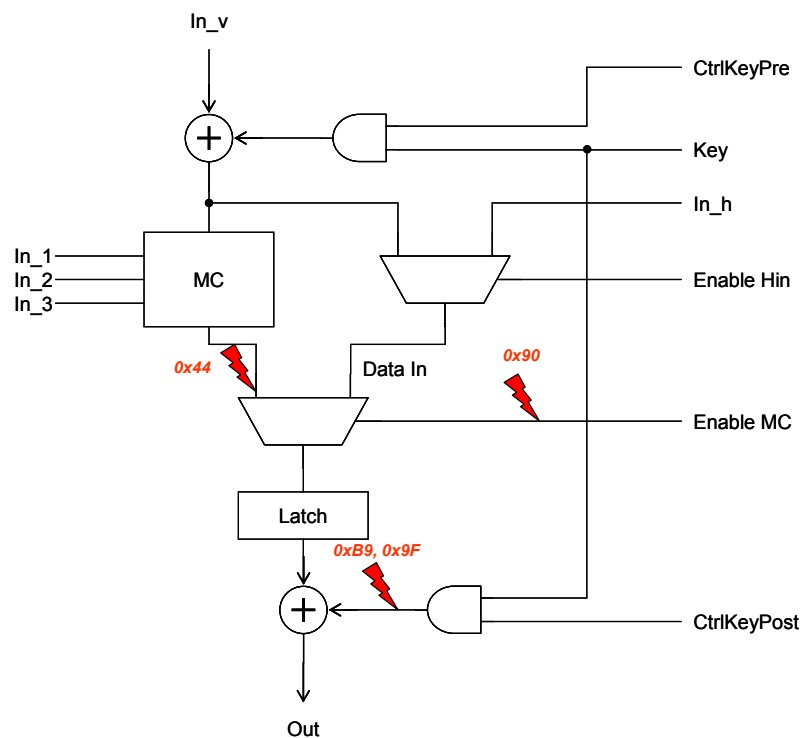 In_v
CtrlKeyPre
Key
In_h
In_1
In_2
In_3
MC
Enable Hin
0x44
Data In
0x90
Enable MC
Latch
0xB9, 0x9F
CtrlKeyPost
Out